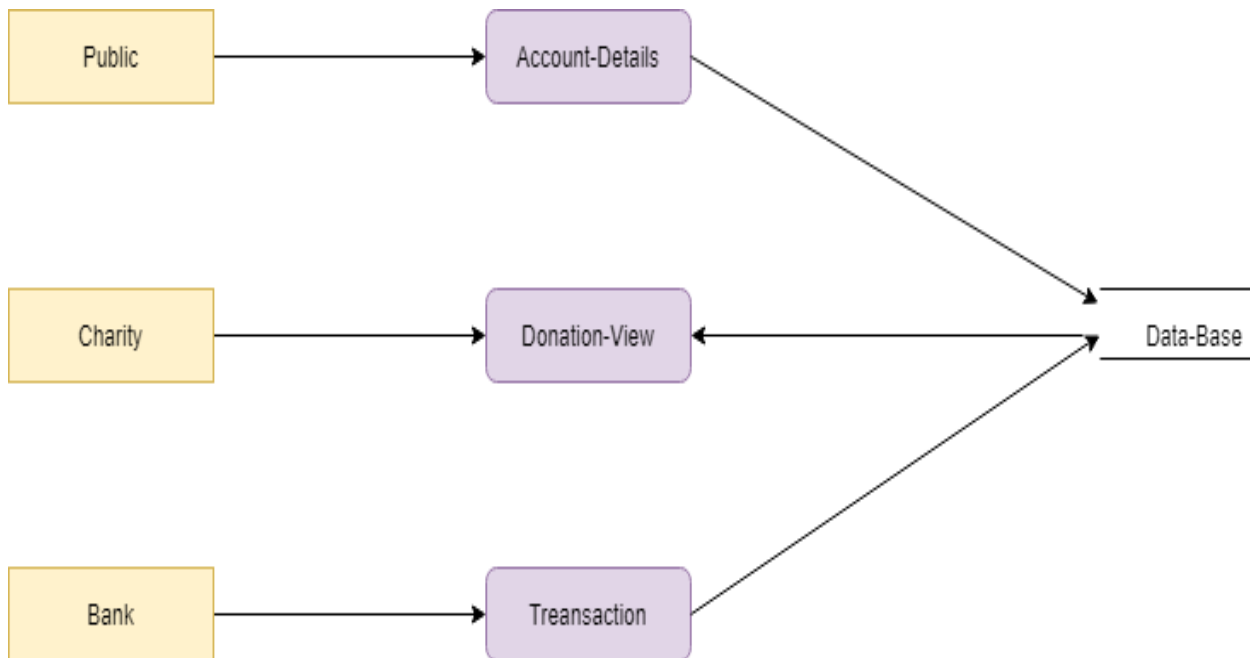 Public
Account-Details
Charity
Donation-View
Data-Base
Bank
Treansaction